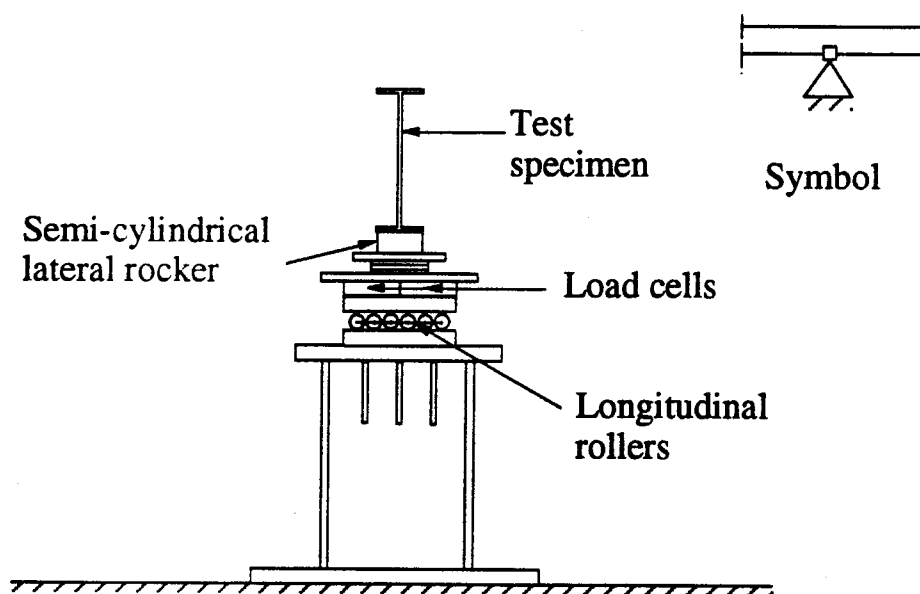 Test
specimen
Symbol
Semi-cylindrical
lateral rocker
Load cells
Longitudinal
rollers